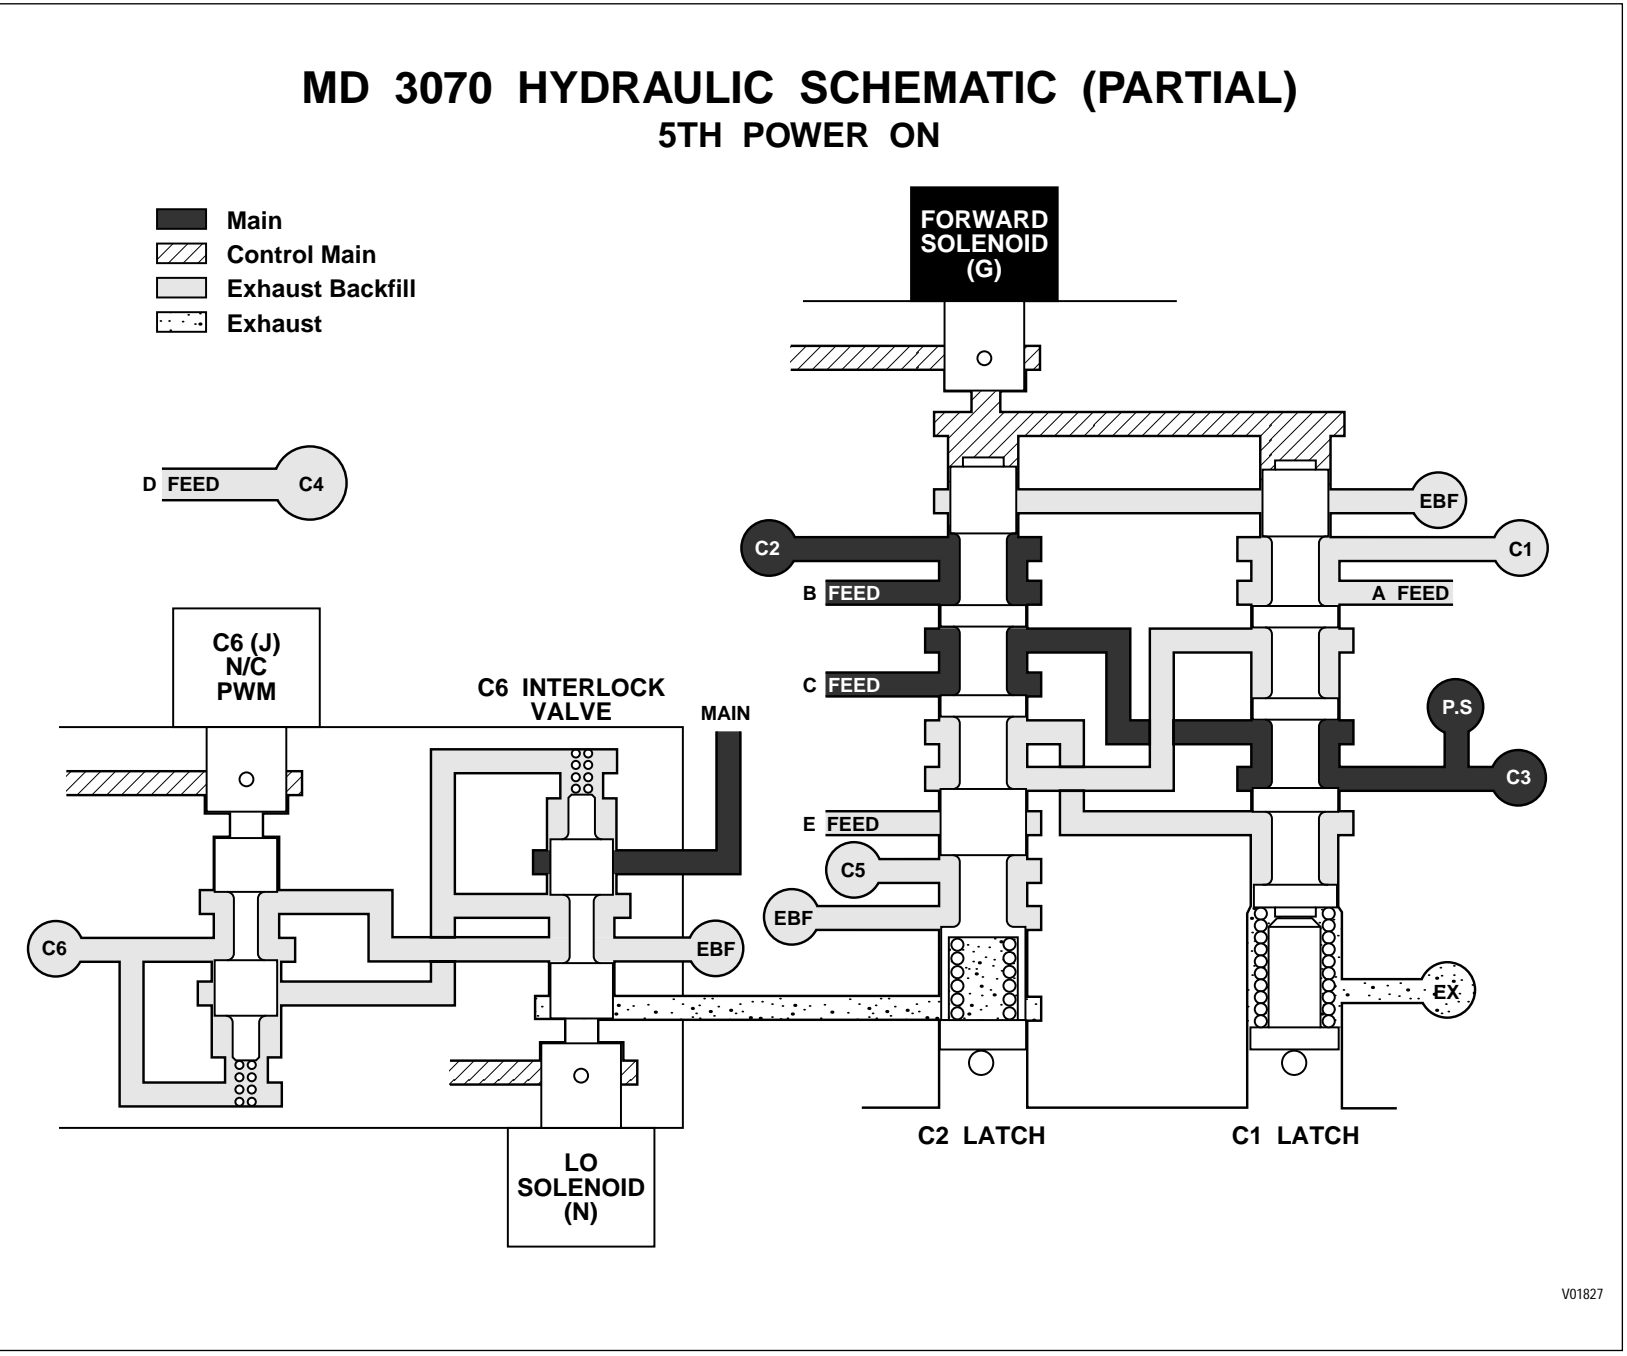 MD 3070 HYDRAULIC SCHEMATIC (PARTIAL)
5TH POWER ON
Main
Control Main
Exhaust Backfill
Exhaust
FORWARD
SOLENOID
(G)
D FEED
C4
EBF
C2
C1
B FEED
A FEED
C6 (J)
N/C
PWM
C6 INTERLOCK
VALVE
MAIN
C FEED
P.S
C3
E FEED
C5
EBF
C6
EBF
EX
C2 LATCH
C1 LATCH
LO
SOLENOID
(N)
V01827